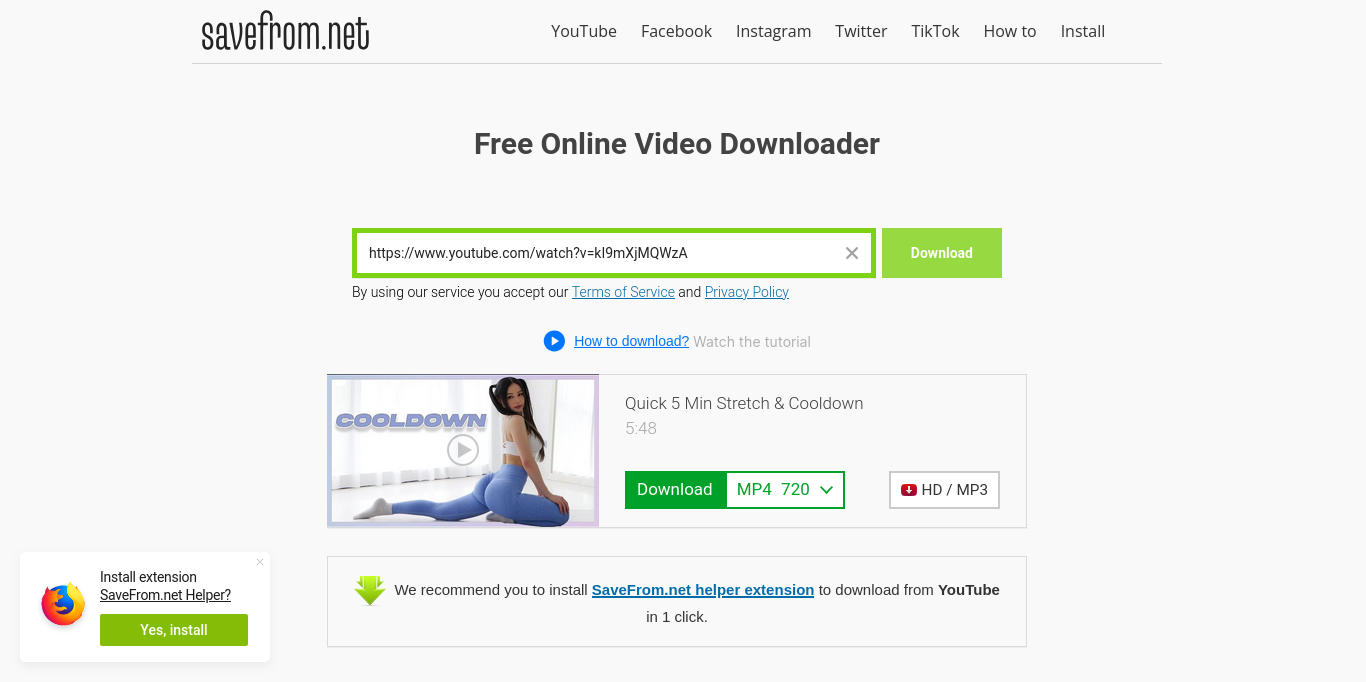 savefrom.net
YouTube Facebook Instagram Twitter TikTok How to Install
Free Online Video Downloader
https://www.youtube.com/watch?v=kI9mXjMQWzA
Download
By using our service you accept our Terms of Service and Privacy Policy
How to download? Watch the tutorial
COOLDOWN
Quick 5 Min Stretch & Cooldown
5:48
Download MP4 720
HD / MP3
We recommend you to install SaveFrom.net helper extension to download from YouTube
in 1 click.
Install extension
SaveFrom.net Helper?
Yes, install